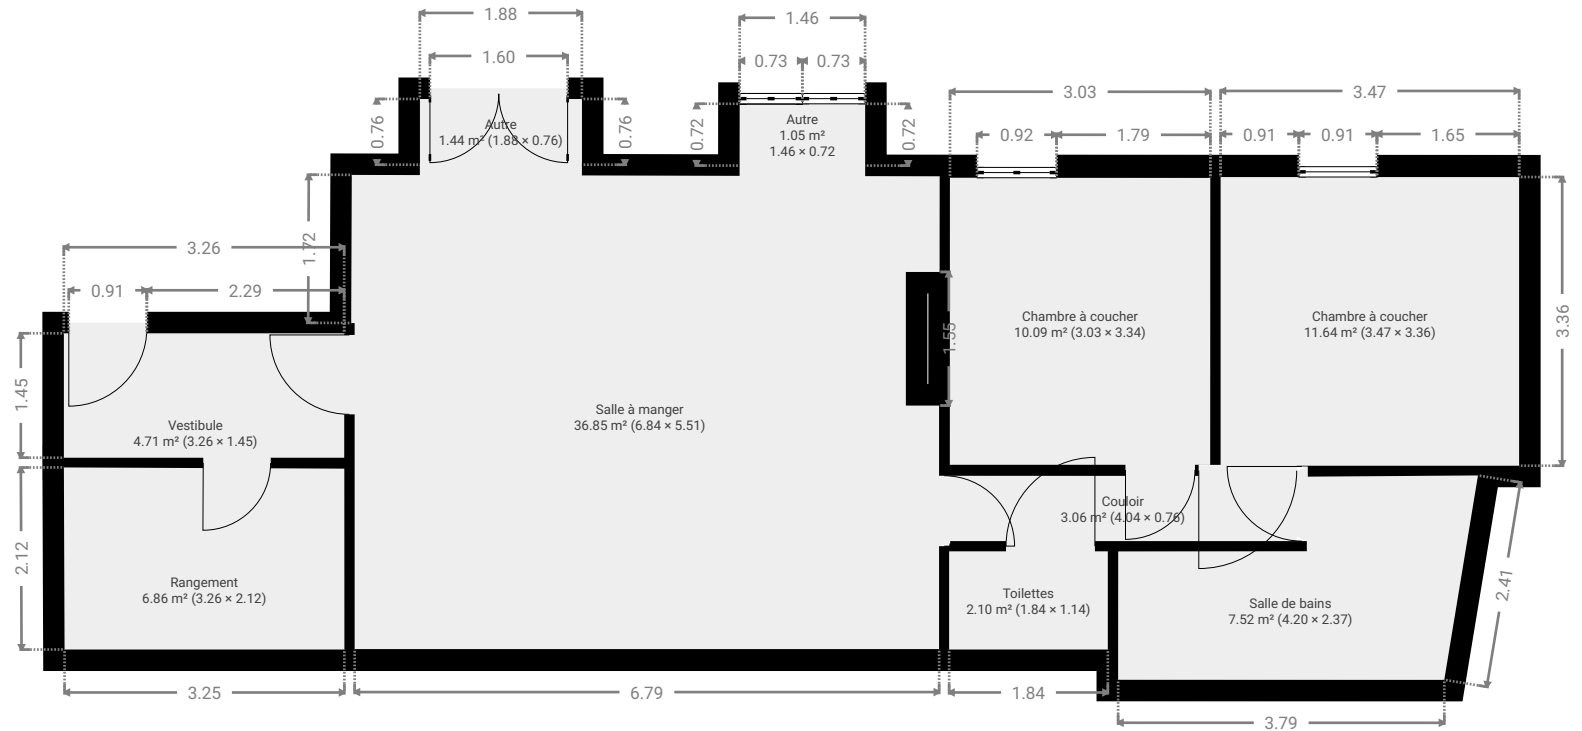 1.88
1.46
1.60
0.73
0.73
3.03
3.47
0.76
0.76
0.72
0.72
Autre
1.44 m² (1.88 × 0.76)
Autre
1.05 m²
1.46 × 0.72
0.92
1.79
0.91
0.91
1.65
3.26
1.72
0.91
2.29
1.55
Chambre à coucher
10.09 m² (3.03 × 3.34)
Chambre à coucher
11.64 m² (3.47 × 3.36)
3.36
1.45
Vestibule
4.71 m² (3.26 × 1.45)
Salle à manger
36.85 m² (6.84 × 5.51)
Couloir
3.06 m² (4.04 × 0.76)
2.12
Rangement
6.86 m² (3.26 × 2.12)
Toilettes
2.10 m² (1.84 × 1.14)
Salle de bains
7.52 m² (4.20 × 2.37)
2.41
3.25
6.79
1.84
3.79